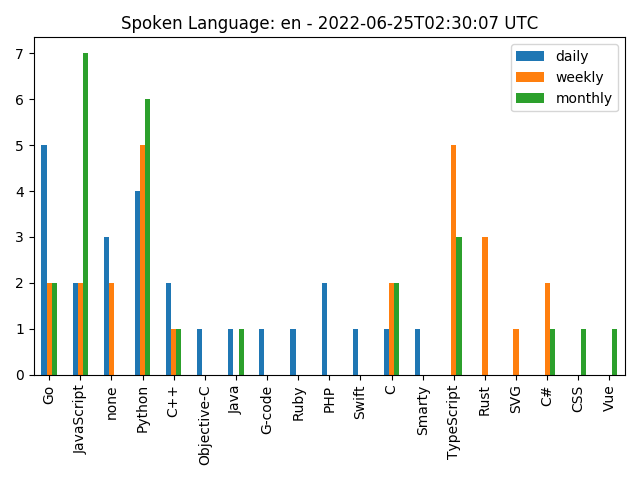 Spoken Language: en - 2022-06-25T02:30:07 UTC
daily
weekly
monthly
7
6
5
4
3
2
1
0
Go
JavaScript
none
Python
C++
Objective-C
Java
G-code
Ruby
PHP
Swift
C
Smarty
TypeScript
Rust
SVG
C#
CSS
Vue